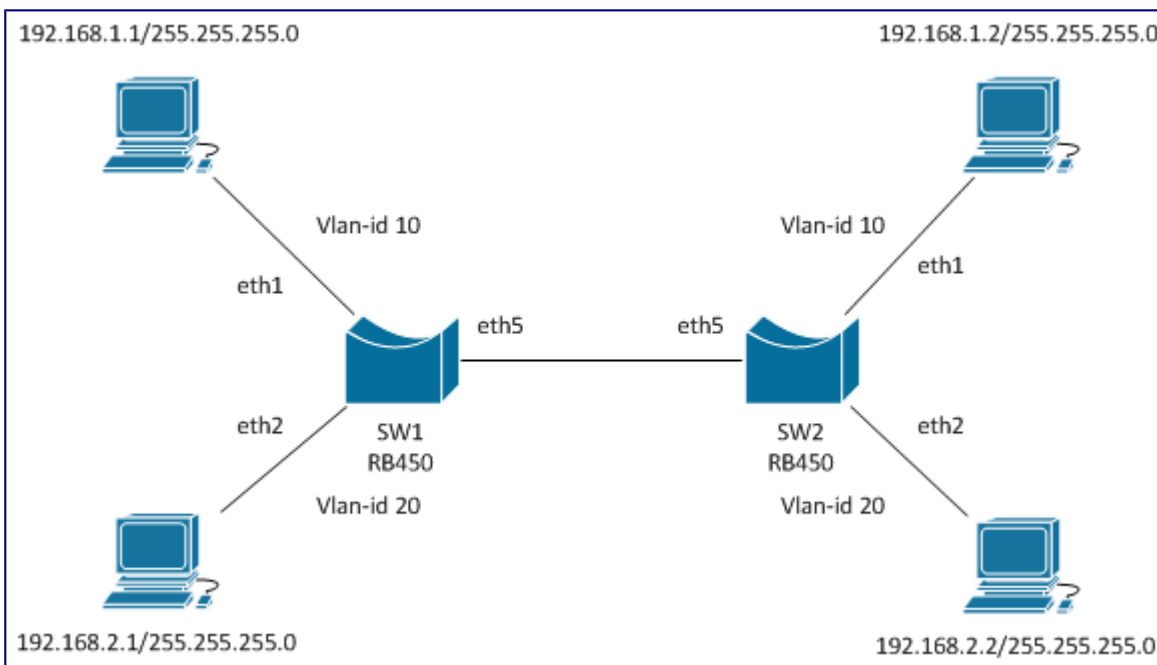 192.168.1.1/255.255.255.0
192.168.1.2/255.255.255.0
Vlan-id 10
Vlan-id 10
eth1
eth1
eth5
eth5
eth2
eth2
SW1
RB450
SW2
RB450
Vlan-id 20
Vlan-id 20
192.168.2.1/255.255.255.0
192.168.2.2/255.255.255.0